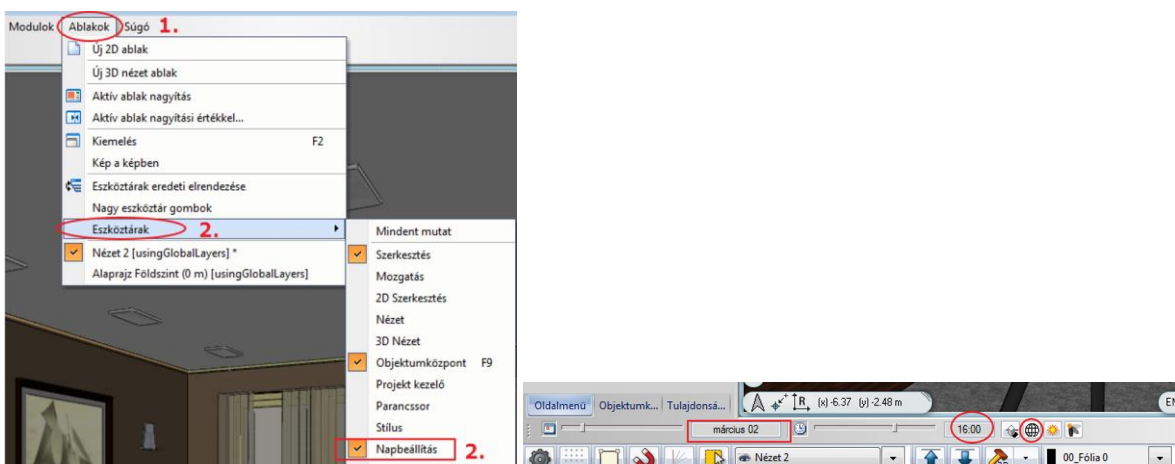 Modulok Ablakok Súgó 1.
Új 2D ablak
Új 3D nézet ablak
Aktív ablak nagyítás
Aktív ablak nagyítási értékkel...
Kiemelés F2
Kép a képben
Eszköztárak eredeti elrendezése
Nagy eszköztár gombok
Eszköztárak 2.
Nézet 2 [usingGlobalLayers] *
Alaprajz Földszint (0 m) [usingGlobalLayers]
Mindent mutat
Szerkesztés
Mozgatás
2D Szerkesztés
Nézet
3D Nézet
Objektumközpont F9
Projekt kezelő
Parancssor
Stílus
Napbeállítás 2.
Oldalmenü Objektumk... Tulajdonsá... R (x) -6.37 (y) -2.48 m
március 02 16:00
Nézet 2 00_Fólia 0